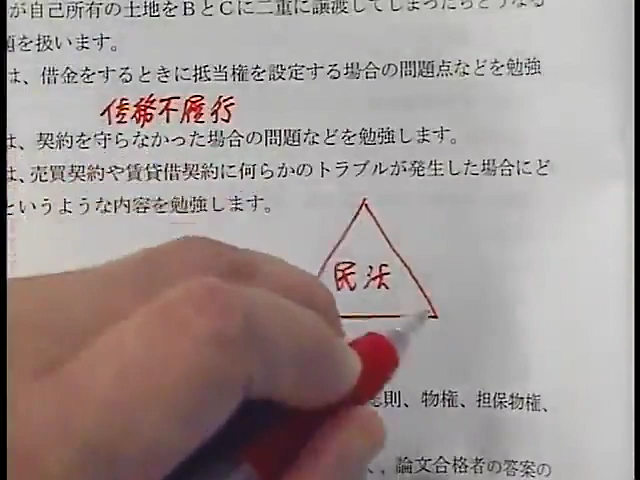 が自己所有の土地をBとCに二重に譲渡してしまったらどうなる
題を扱います。
は、借金をするときに抵当権を設定する場合の問題点などを勉強
債務不履行
は、契約を守らなかった場合の問題などを勉強します。
は、売買契約や賃貸借契約に何らかのトラブルが発生した場合にど
というような内容を勉強します。
民法
則、物権、担保物権、
、論文合格者の答案の